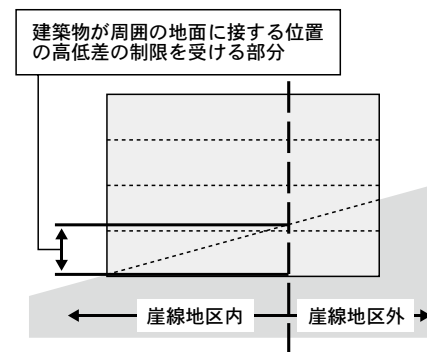 建築物が周囲の地面に接する位置
の高低差の制限を受ける部分
崖線地区内
崖線地区外